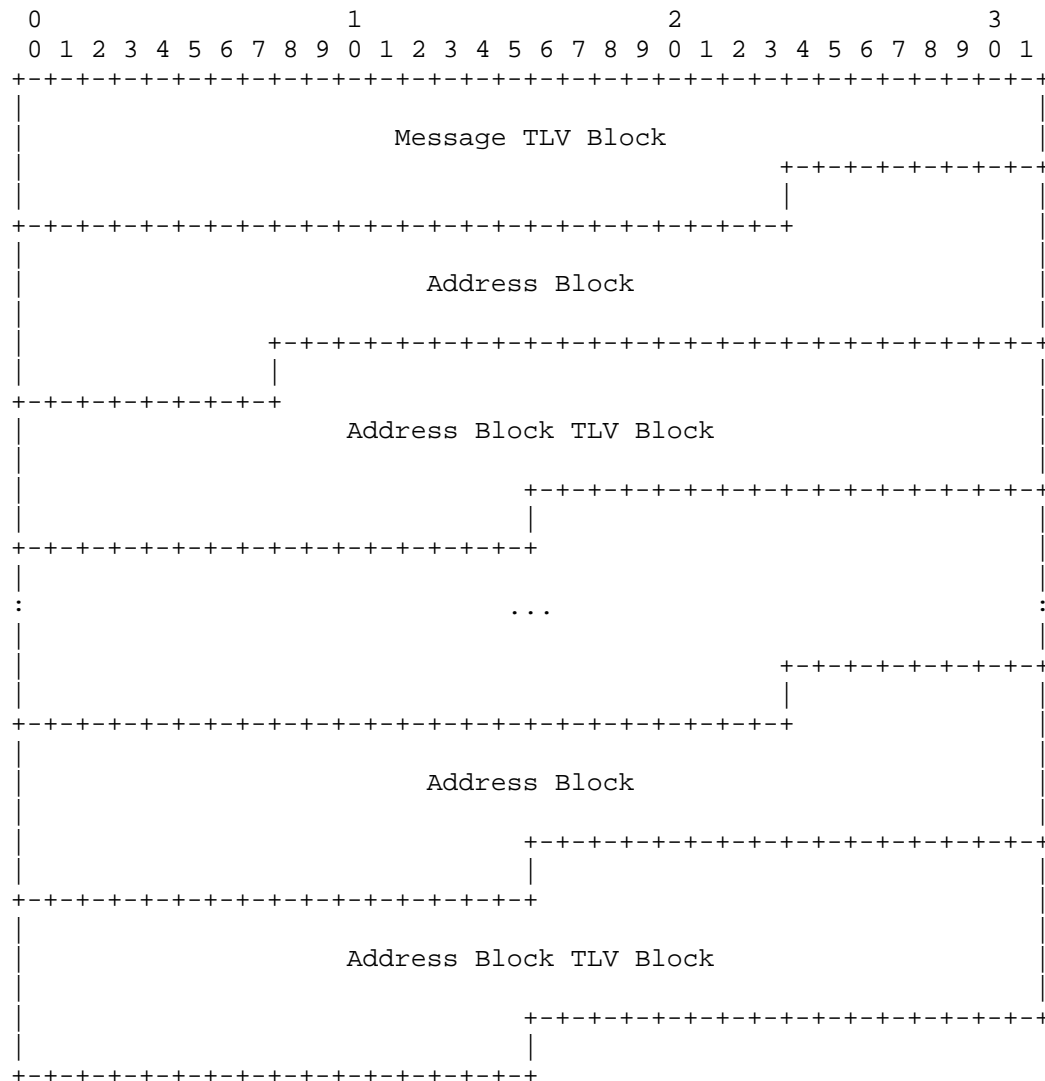 0                   1                   2                   3
 0 1 2 3 4 5 6 7 8 9 0 1 2 3 4 5 6 7 8 9 0 1 2 3 4 5 6 7 8 9 0 1
+-+-+-+-+-+-+-+-+-+-+-+-+-+-+-+-+-+-+-+-+-+-+-+-+-+-+-+-+-+-+-+-+
|                                                               |
|                       Message TLV Block                       |
|                                               +-+-+-+-+-+-+-+-+
|                                               |               |
+-+-+-+-+-+-+-+-+-+-+-+-+-+-+-+-+-+-+-+-+-+-+-+-+               |
|                                                               |
|                         Address Block                         |
|                                                               |
|               +-+-+-+-+-+-+-+-+-+-+-+-+-+-+-+-+-+-+-+-+-+-+-+-+
|               |                                               |
+-+-+-+-+-+-+-+-+                                               |
|                    Address Block TLV Block                    |
|                                                               |
|                               +-+-+-+-+-+-+-+-+-+-+-+-+-+-+-+-+
|                               |                               |
+-+-+-+-+-+-+-+-+-+-+-+-+-+-+-+-+                               |
|                                                               |
:                              ...                              :
|                                                               |
|                                               +-+-+-+-+-+-+-+-+
|                                               |               |
+-+-+-+-+-+-+-+-+-+-+-+-+-+-+-+-+-+-+-+-+-+-+-+-+               |
|                                                               |
|                         Address Block                         |
|                                                               |
|                               +-+-+-+-+-+-+-+-+-+-+-+-+-+-+-+-+
|                               |                               |
+-+-+-+-+-+-+-+-+-+-+-+-+-+-+-+-+                               |
|                                                               |
|                    Address Block TLV Block                    |
|                                                               |
|                               +-+-+-+-+-+-+-+-+-+-+-+-+-+-+-+-+
|                               |
+-+-+-+-+-+-+-+-+-+-+-+-+-+-+-+-+